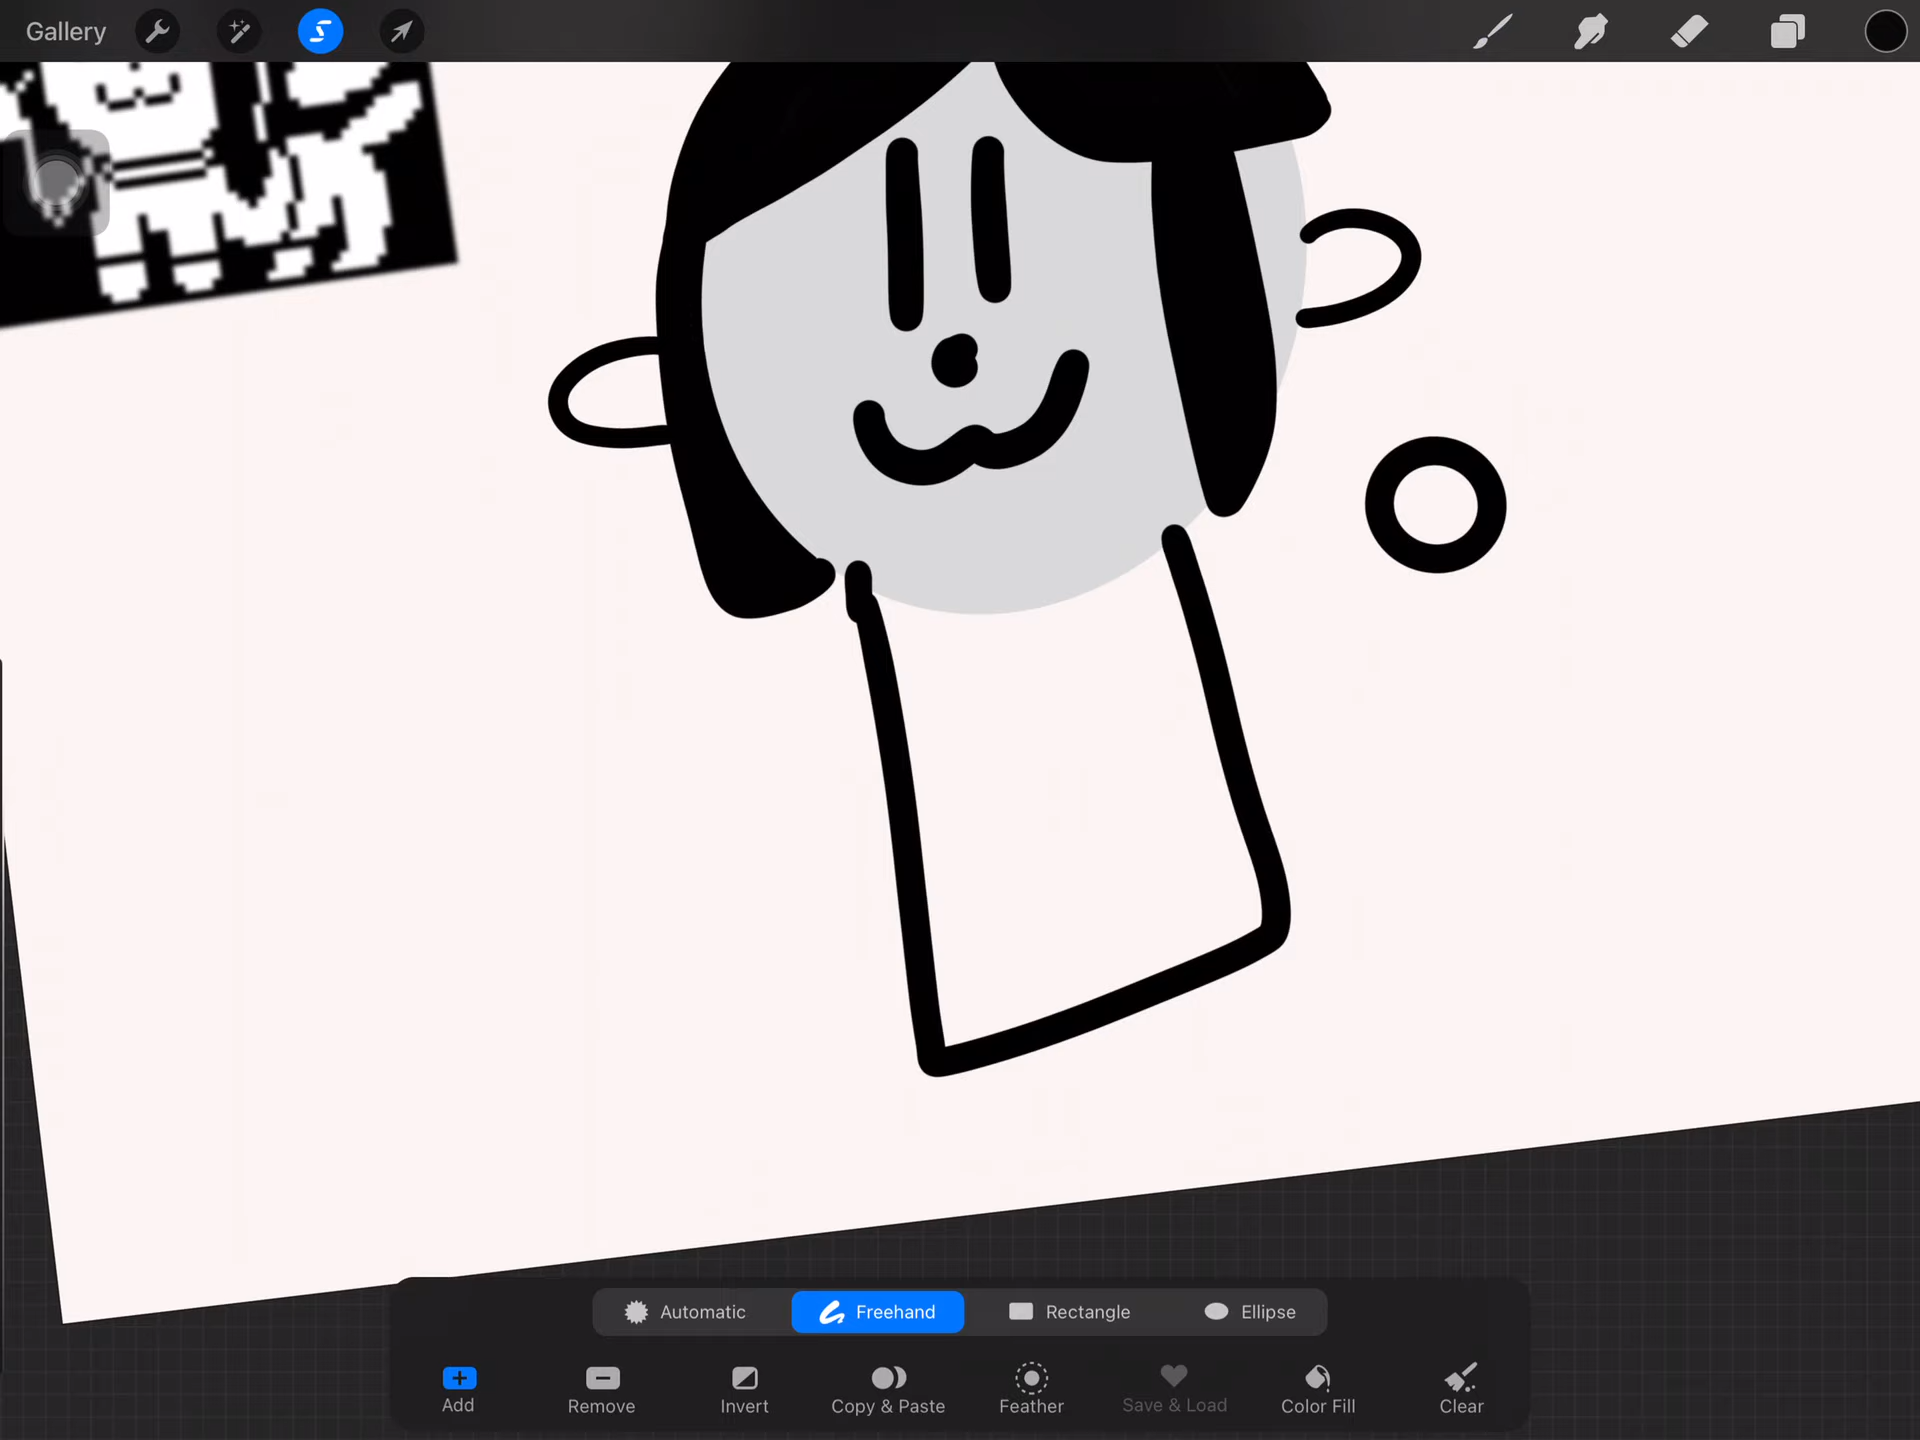 Gallery
Automatic Freehand Rectangle Ellipse
Add Remove Invert Copy & Paste Feather Save & Load Color Fill Clear